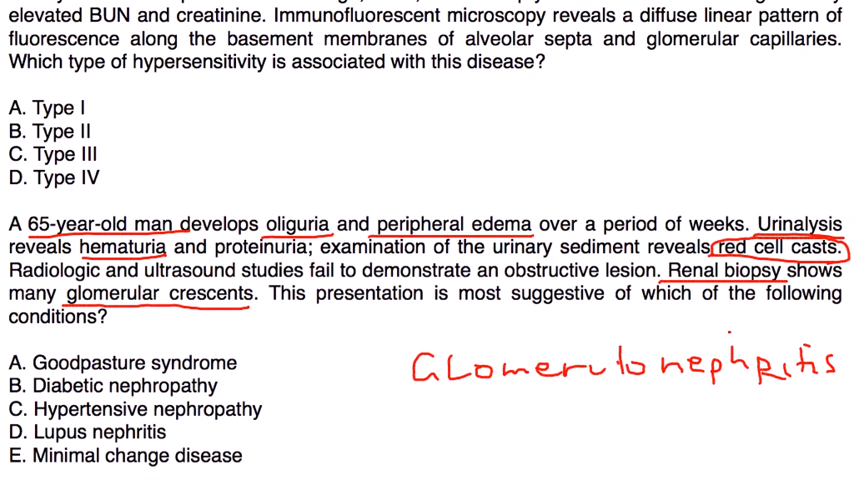 elevated BUN and creatinine. Immunofluorescent microscopy reveals a diffuse linear pattern of
fluorescence along the basement membranes of alveolar septa and glomerular capillaries.
Which type of hypersensitivity is associated with this disease?
A. Type I
B. Type II
C. Type III
D. Type IV
A 65-year-old man develops oliguria and peripheral edema over a period of weeks. Urinalysis
reveals hematuria and proteinuria; examination of the urinary sediment reveals red cell casts.
Radiologic and ultrasound studies fail to demonstrate an obstructive lesion. Renal biopsy shows
many glomerular crescents. This presentation is most suggestive of which of the following
conditions?
A. Goodpasture syndrome
B. Diabetic nephropathy
C. Hypertensive nephropathy
D. Lupus nephritis
E. Minimal change disease
Glomerulonephritis